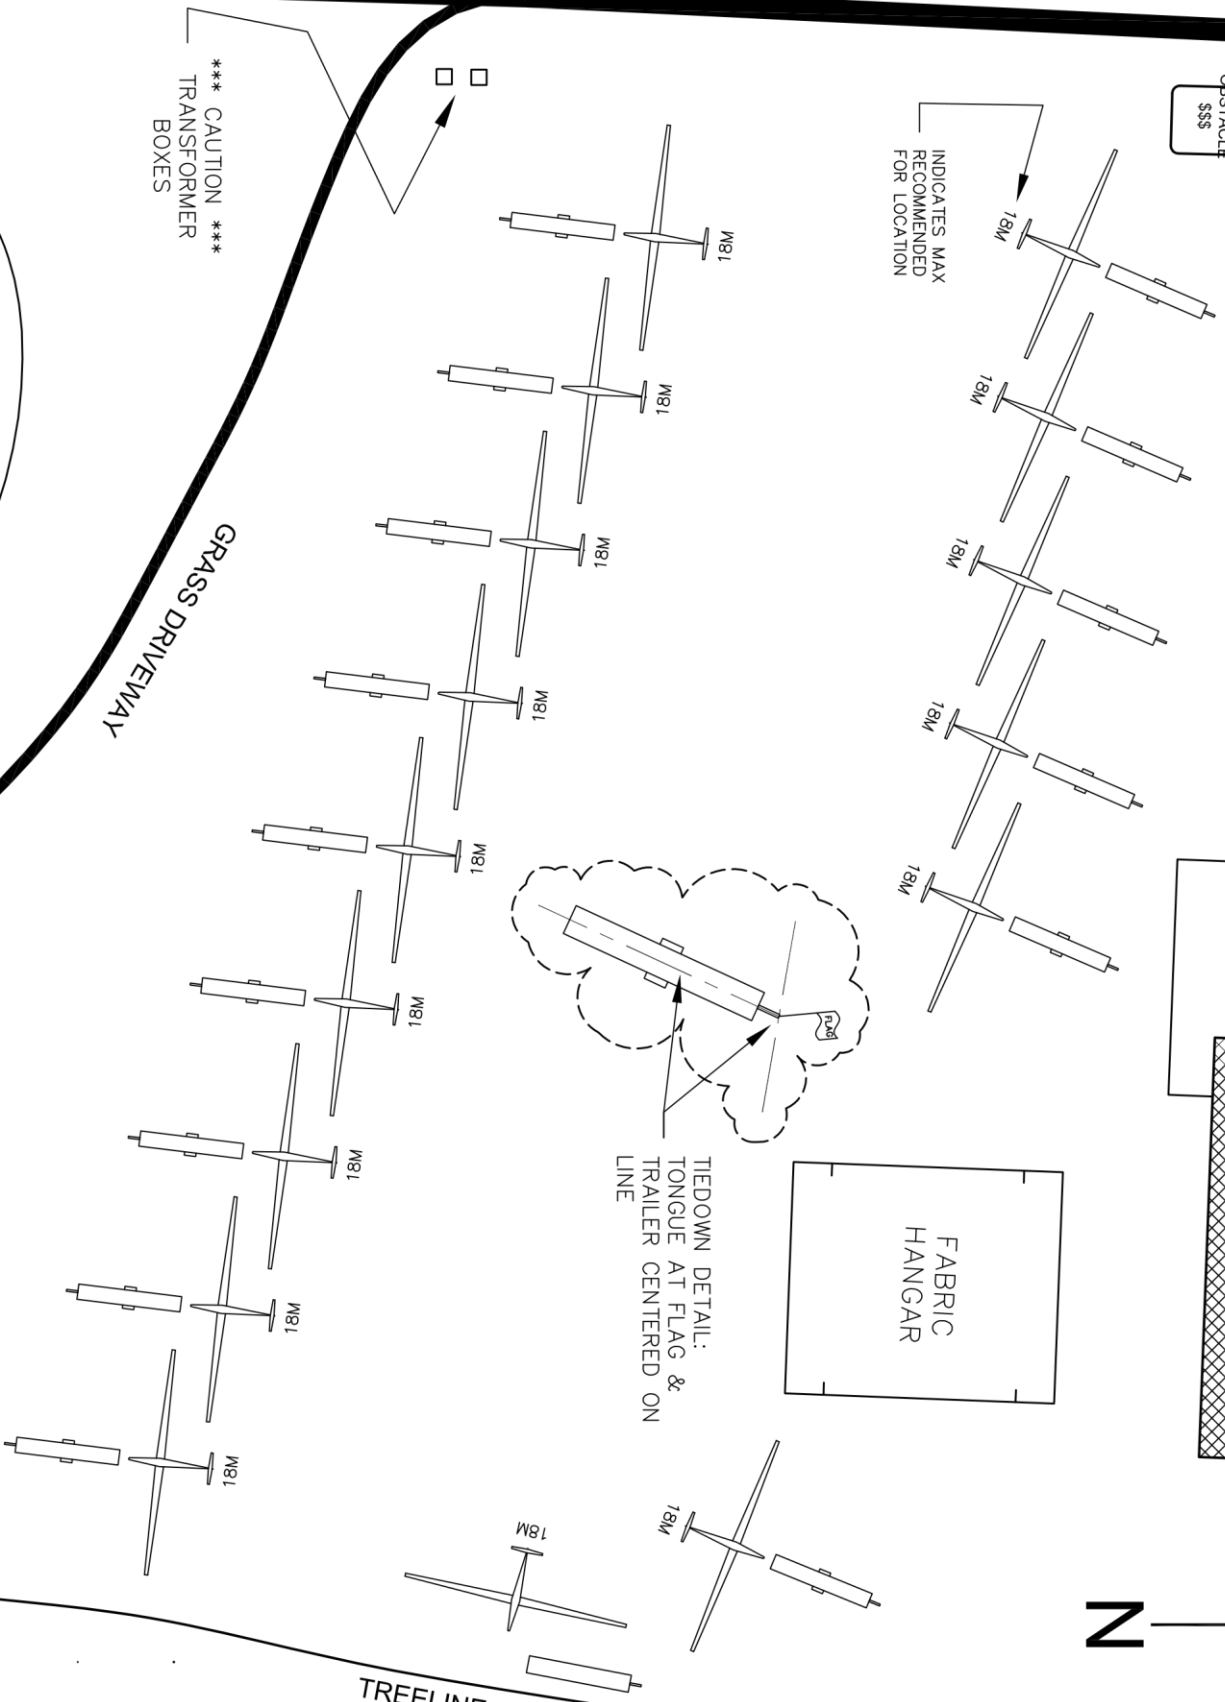 *** CAUTION ***
TRANSFORMER
BOXES
$$$
INDICATES MAX
RECOMMENDED
FOR LOCATION
18M
18M
18M
18M
18M
18M
18M
18M
18M
18M
18M
18M
18M
18M
GRASS DRIVEWAY
FLAG
TIEDOWN DETAIL:
TONGUE AT FLAG &
TRAILER CENTERED ON
LINE
FABRIC
HANGAR
18M
18M
N
TREELINE